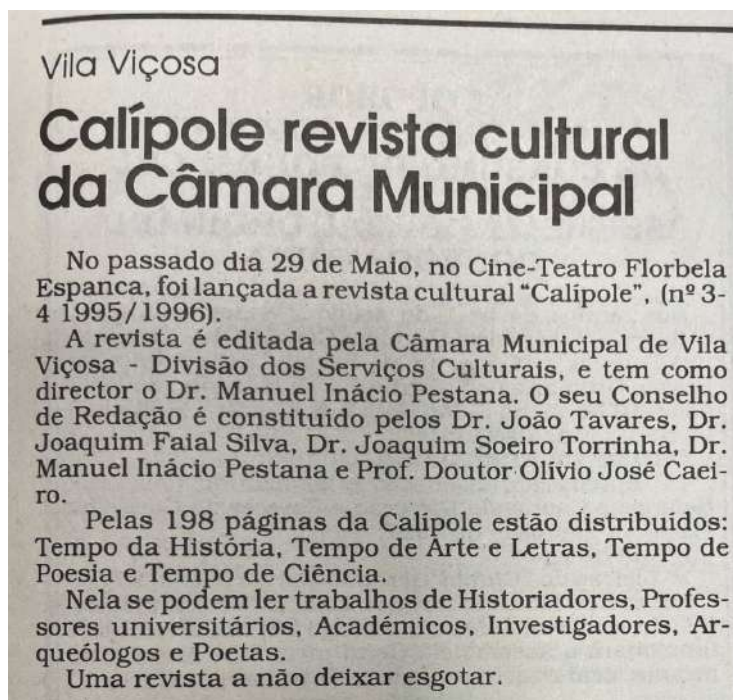 Vila Viçosa
Calípole revista cultural
da Câmara Municipal
No passado dia 29 de Maio, no Cine-Teatro Florbela
Espanca, foi lançada a revista cultural “Calípole”, (nº 3-
4 1995/1996).
A revista é editada pela Câmara Municipal de Vila
Viçosa - Divisão dos Serviços Culturais, e tem como
director o Dr. Manuel Inácio Pestana. O seu Conselho
de Redação é constituído pelos Dr. João Tavares, Dr.
Joaquim Faial Silva, Dr. Joaquim Soeiro Torrinha, Dr.
Manuel Inácio Pestana e Prof. Doutor Olívio José Caei-
ro.
Pelas 198 páginas da Calípole estão distribuídos:
Tempo da História, Tempo de Arte e Letras, Tempo de
Poesia e Tempo de Ciência.
Nela se podem ler trabalhos de Historiadores, Profes-
sores universitários, Académicos, Investigadores, Ar-
queólogos e Poetas.
Uma revista a não deixar esgotar.